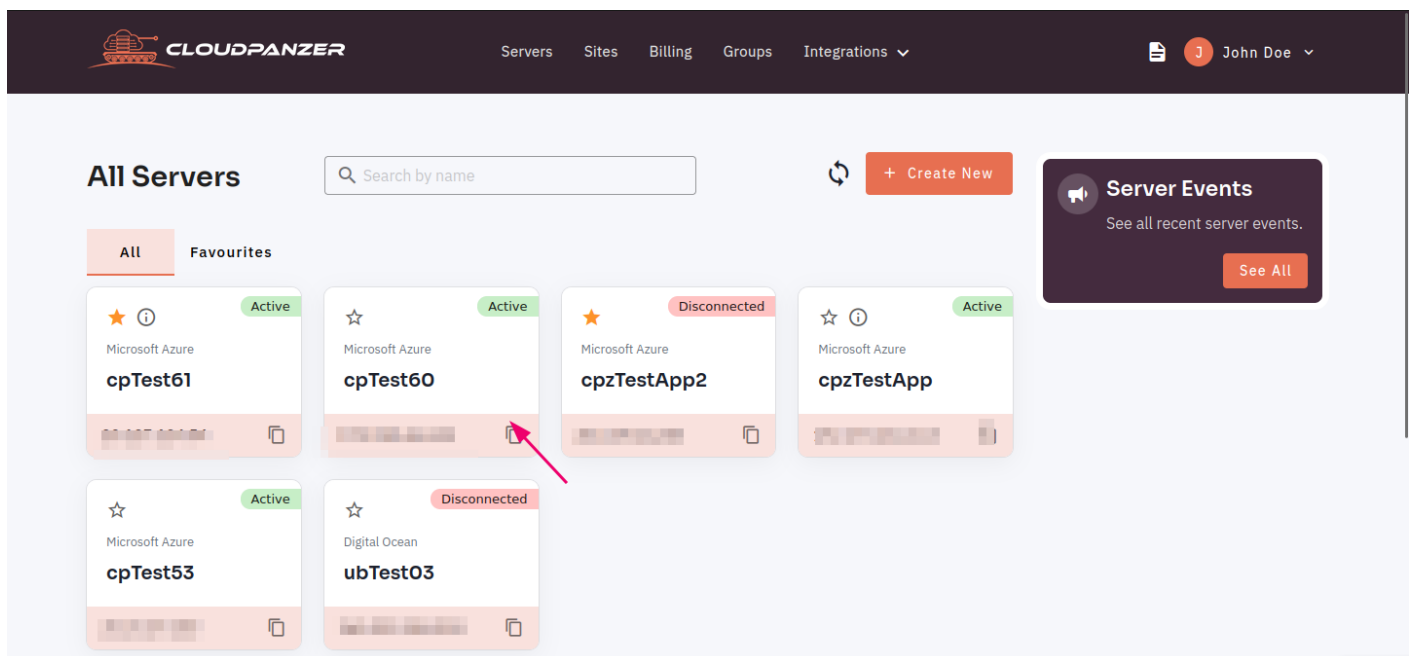 CLOUDPANZER
Servers Sites Billing Groups Integrations
J John Doe
All Servers
Search by name
+ Create New
Server Events
See all recent server events.
See All
All Favourites
Active
Microsoft Azure
cpTest61
Active
Microsoft Azure
cpTest60
Disconnected
Microsoft Azure
cpzTestApp2
Active
Microsoft Azure
cpzTestApp
Active
Microsoft Azure
cpTest53
Disconnected
Digital Ocean
ubTest03